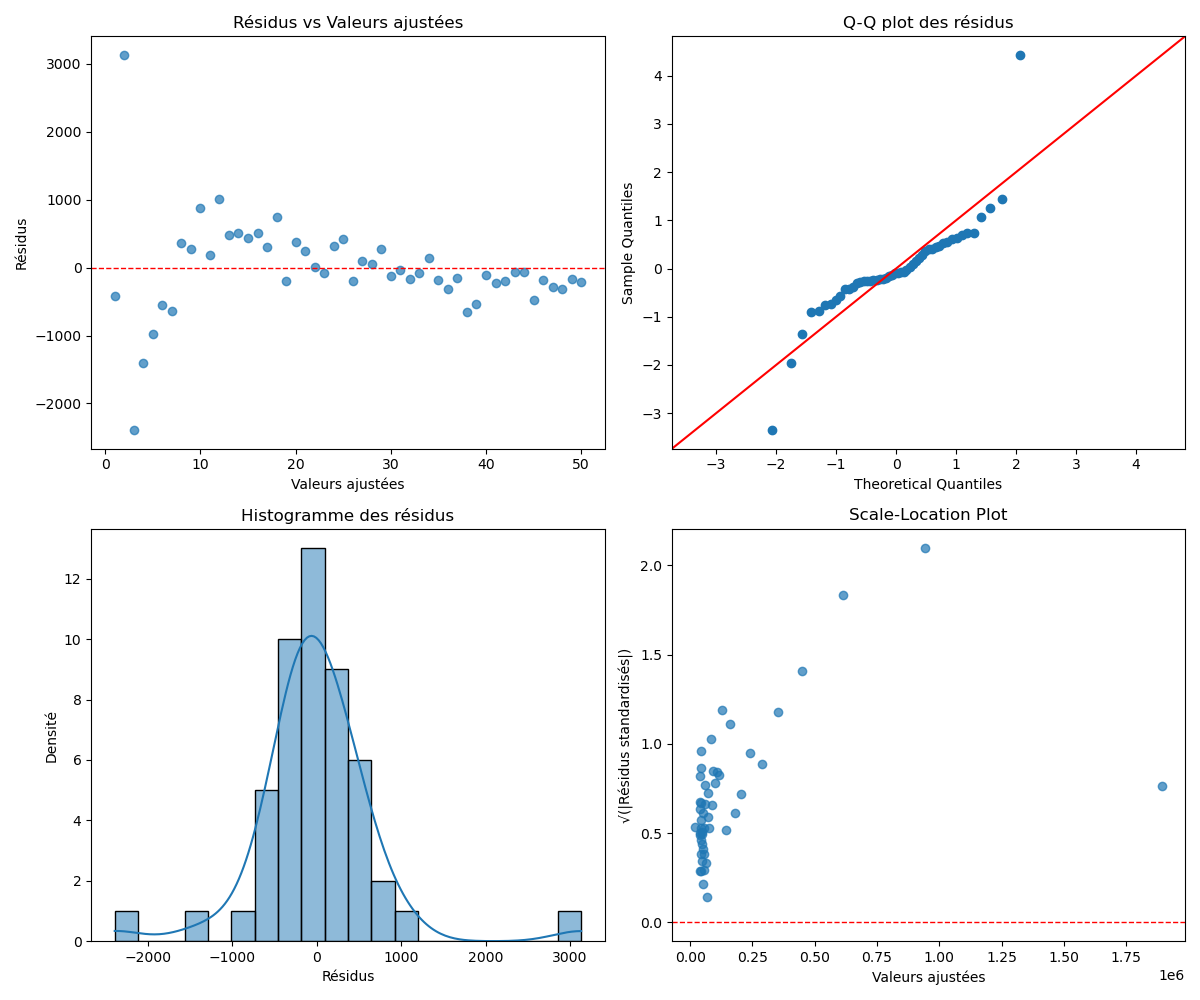 Résidus vs Valeurs ajustées
3000
2000
1000
0
−1000
−2000
Résidus
0 10 20 30 40 50
Valeurs ajustées
Q-Q plot des résidus
4
3
2
1
0
−1
−2
−3
Sample Quantiles
−3 −2 −1 0 1 2 3 4
Theoretical Quantiles
Histogramme des résidus
12
10
8
6
4
2
0
Densité
−2000 −1000 0 1000 2000 3000
Résidus
Scale-Location Plot
2.0
1.5
1.0
0.5
0.0
√(|Résidus standardisés|)
0.00 0.25 0.50 0.75 1.00 1.25 1.50 1.75
1e6
Valeurs ajustées